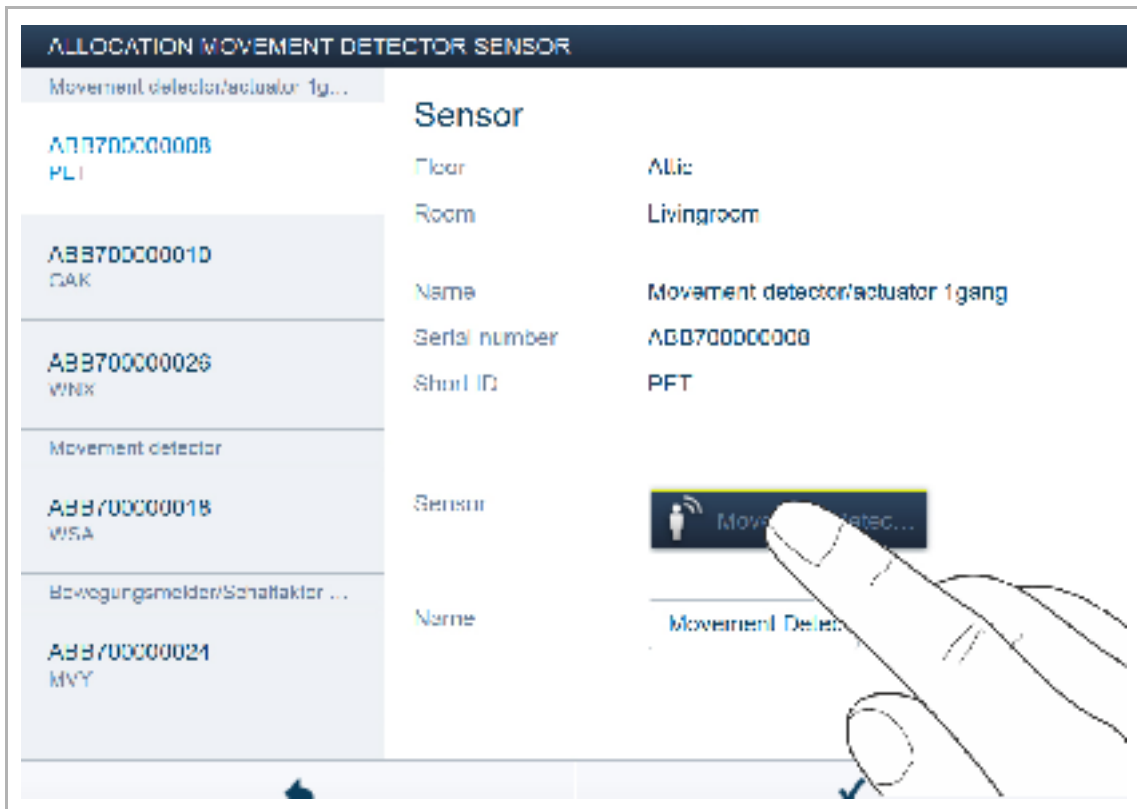 ALLOCATION MOVEMENT DETECTOR SENSOR
Movement detector/actuator 1g...
ABB700000008
PET
ABB700000010
ABB700000026
WNX
Movement detector
ABB700000018
WSA
Bewegungsmelder/Schaltaktor ...
ABB700000024
MVY
Sensor
Floor Attic
Room Livingroom
Name Movement detector/actuator 1gang
Serial number ABB700000008
Short ID PET
Sensor
Name Movement